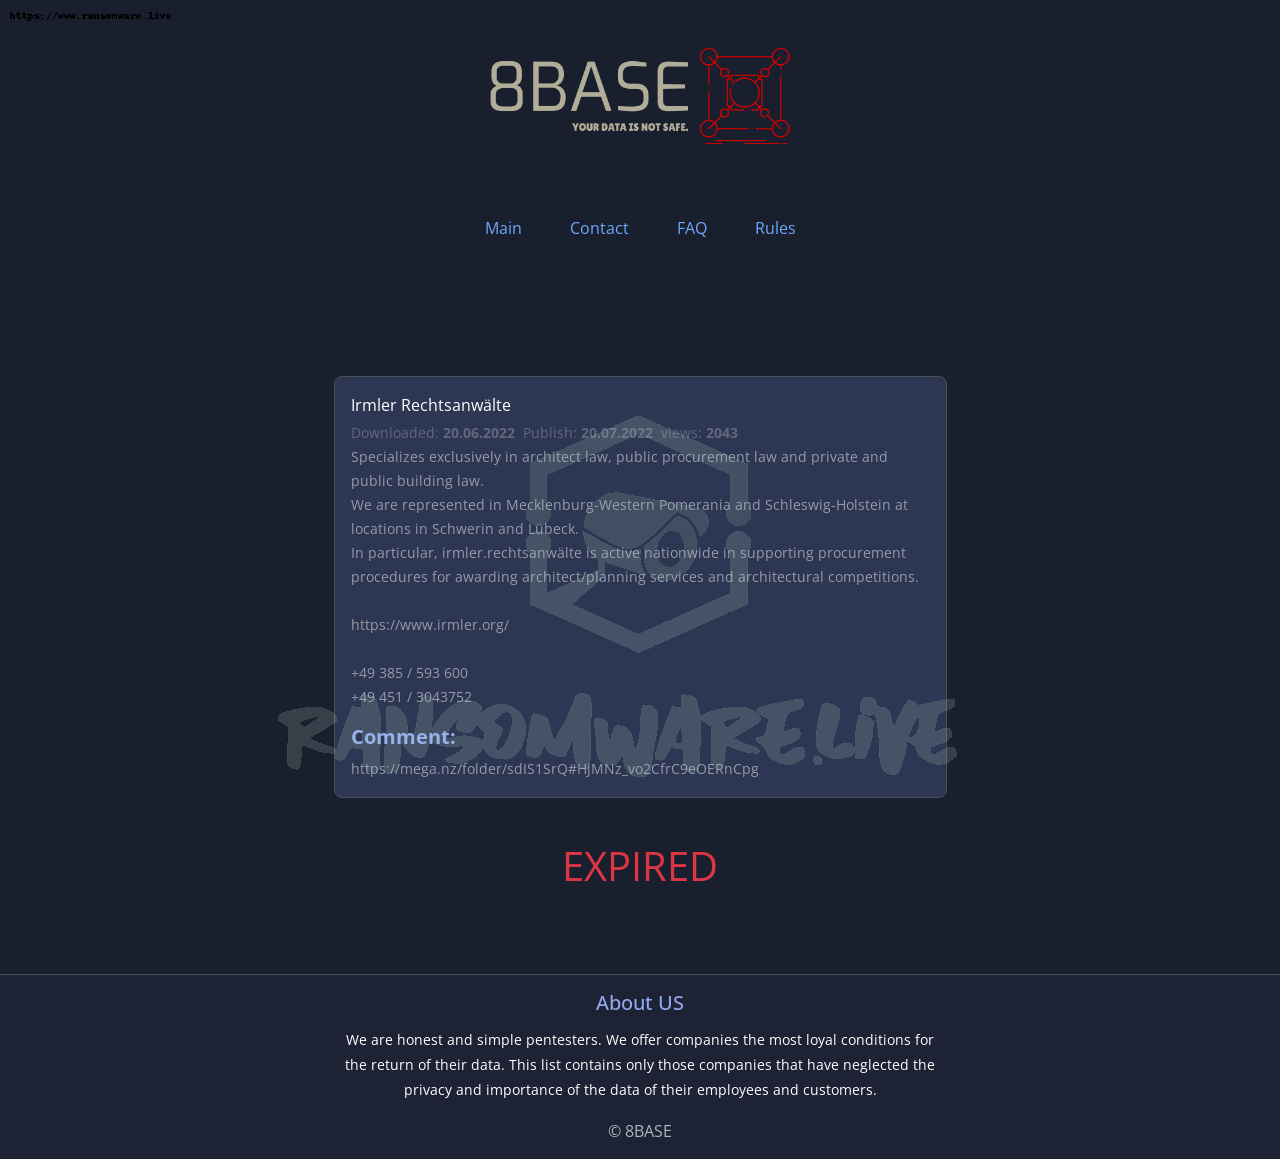 https://www.ransomware.live
8BASE
YOUR DATA IS NOT SAFE.
Main Contact FAQ Rules
Irmler Rechtsanwälte
Downloaded: 20.06.2022 Publish: 20.07.2022 views: 2043
Specializes exclusively in architect law, public procurement law and private and
public building law.
We are represented in Mecklenburg-Western Pomerania and Schleswig-Holstein at
locations in Schwerin and Lübeck.
In particular, irmler.rechtsanwälte is active nationwide in supporting procurement
procedures for awarding architect/planning services and architectural competitions.
https://www.irmler.org/
+49 385 / 593 600
+49 451 / 3043752
RANSOMWARE.LIVE
Comment:
https://mega.nz/folder/sdIS1SrQ#HjMNz_vo2CfrC9eOERnCpg
EXPIRED
About US
We are honest and simple pentesters. We offer companies the most loyal conditions for
the return of their data. This list contains only those companies that have neglected the
privacy and importance of the data of their employees and customers.
© 8BASE